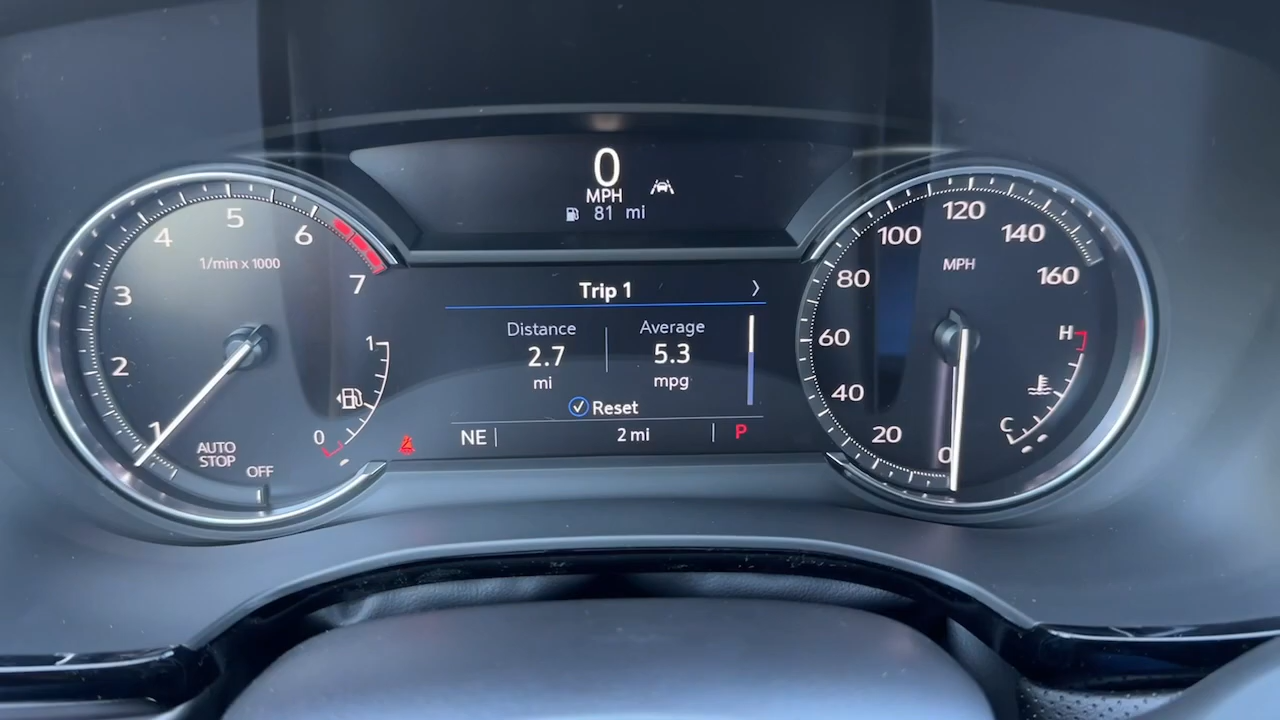 0
MPH
81 mi
Trip 1
Distance
2.7
mi
Average
5.3
mpg
Reset
NE
2 mi
P
1
2
3
4
5
6
7
1/min x 1000
AUTO
STOP
OFF
1
0
0
20
40
60
80
100
120
140
160
MPH
H
C